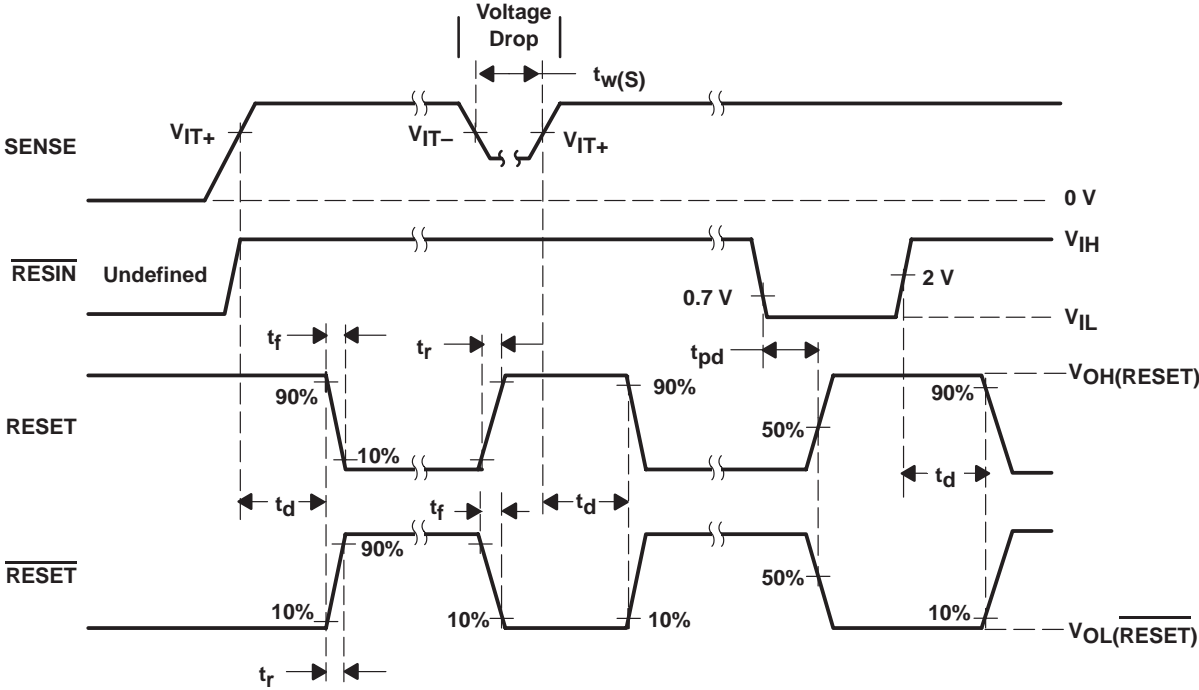 Voltage
Drop
tw(S)
VIT+
VIT–
VIT+
SENSE
0 V
VIH
RESIN
Undefined
2 V
0.7 V
VIL
tf
tr
tpd
VOH(RESET)
90%
90%
90%
RESET
50%
10%
td
tf
td
td
90%
RESET
50%
10%
10%
10%
10%
VOL(RESET)
tr